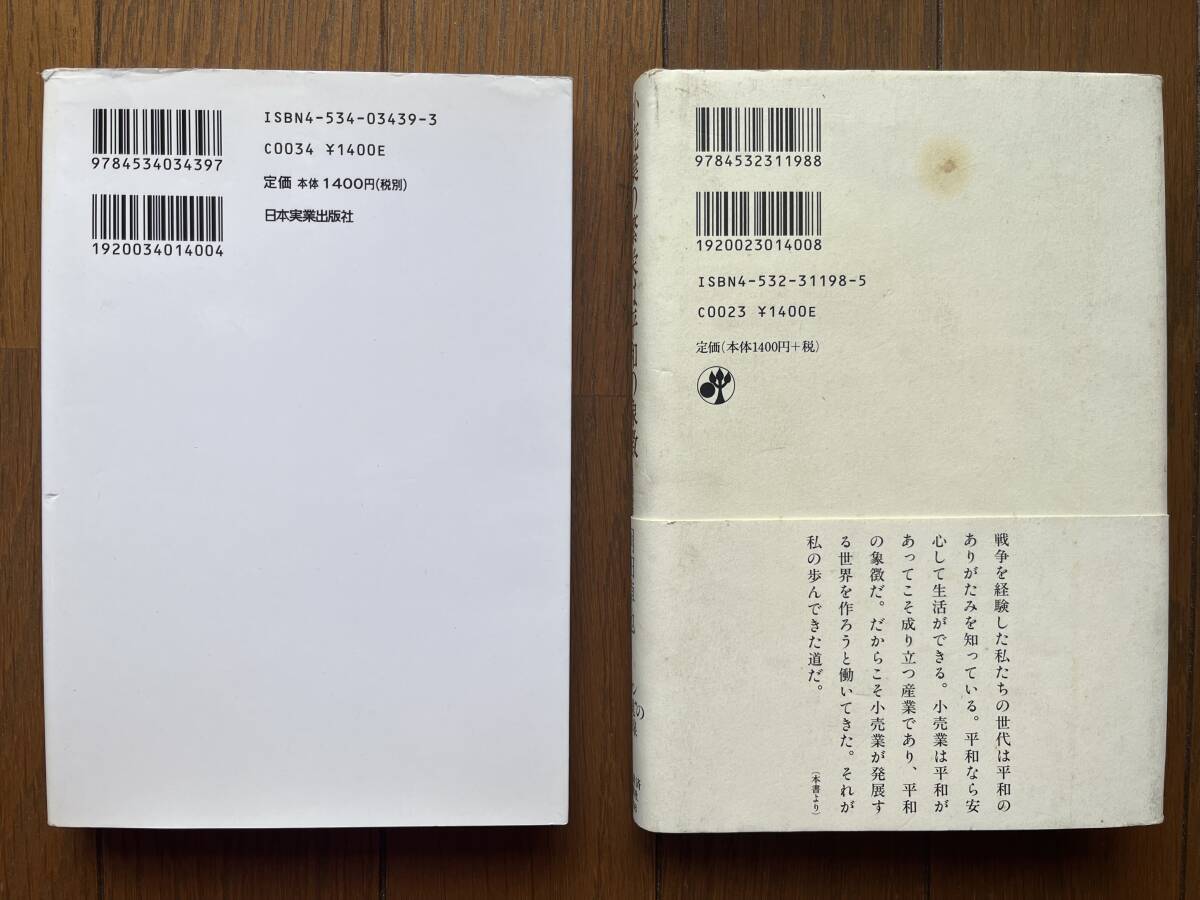 9784534034397
1920034014004
ISBN4-534-03439-3
C0034 ¥1400E
定価 本体1400円(税別)
日本実業出版社
9784532311988
1920023014008
ISBN4-532-31198-5
C0023 ¥1400E
定価(本体1400円+税)
戦争を経験した私たちの世代は平和の
ありがたみを知っている。平和なら安
心して生活ができる。小売業は平和が
あってこそ成り立つ産業であり、平和
の象徴だ。だからこそ小売業が発展す
る世界を作ろうと働いてきた。それが
私の歩んできた道だ。
(本書より)